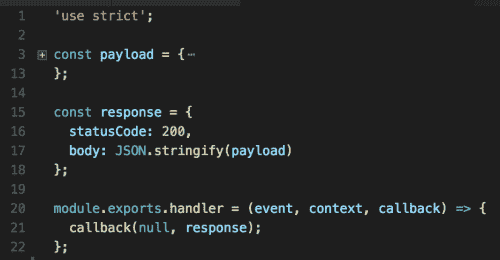 1 'use strict';
2
3 const payload = {⋯
13 };
14
15 const response = {
16 statusCode: 200,
17 body: JSON.stringify(payload)
18 };
19
20 module.exports.handler = (event, context, callback) => {
21 callback(null, response);
22 };